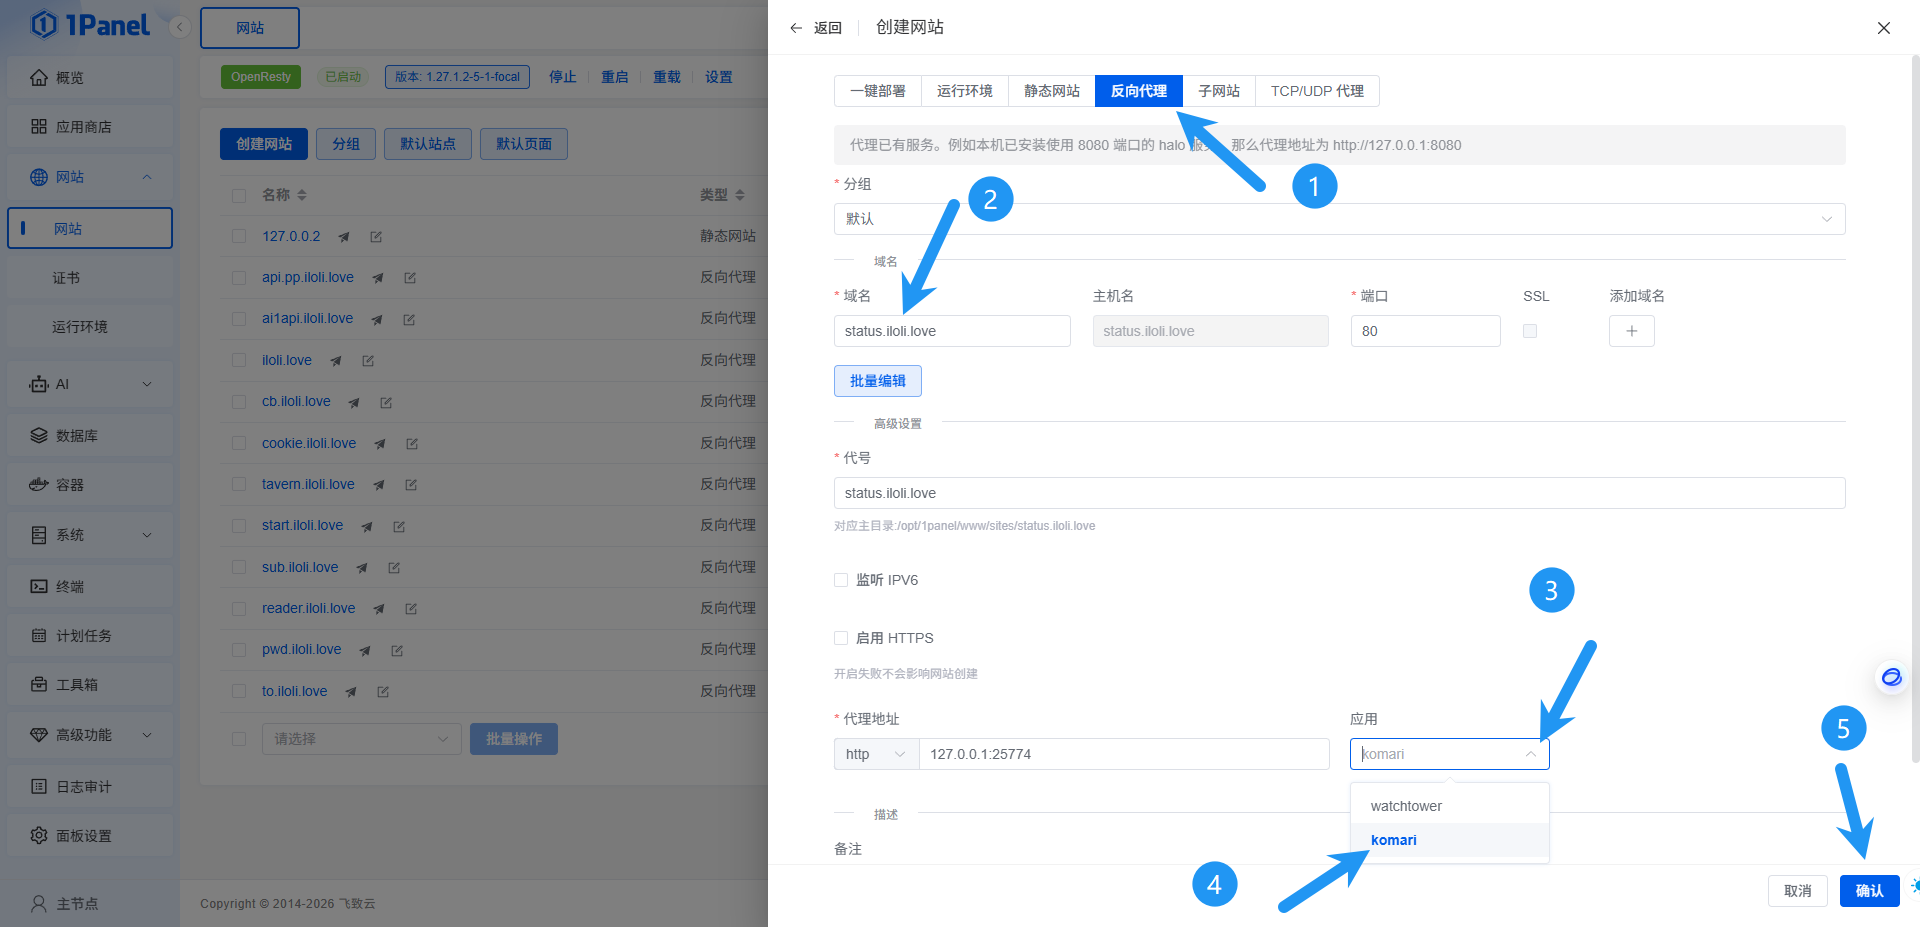 1Panel
概览
应用商店
网站
网站
证书
运行环境
AI
数据库
容器
系统
终端
计划任务
工具箱
高级功能
日志审计
面板设置
主节点
网站
OpenResty
已启动
版本: 1.27.1.2-5-1-focal
停止
重启
重载
设置
创建网站
分组
默认站点
默认页面
名称
类型
127.0.0.2
静态网站
api.pp.iloli.love
反向代理
ai1api.iloli.love
反向代理
iloli.love
反向代理
cb.iloli.love
反向代理
cookie.iloli.love
反向代理
tavern.iloli.love
反向代理
start.iloli.love
反向代理
sub.iloli.love
反向代理
reader.iloli.love
反向代理
pwd.iloli.love
反向代理
to.iloli.love
反向代理
请选择
批量操作
Copyright © 2014-2026 飞致云
返回
创建网站
一键部署
运行环境
静态网站
反向代理
子网站
TCP/UDP 代理
代理已有服务。例如本机已安装使用 8080 端口的 halo 服 那么代理地址为 http://127.0.0.1:8080
1
* 分组
2
默认
域名
* 域名
主机名
* 端口
SSL
添加域名
status.iloli.love
status.iloli.love
80
批量编辑
高级设置
* 代号
status.iloli.love
对应主目录:/opt/1panel/www/sites/status.iloli.love
监听 IPV6
3
启用 HTTPS
开启失败不会影响网站创建
* 代理地址
应用
5
http
127.0.0.1:25774
komari
watchtower
komari
描述
备注
4
取消
确认